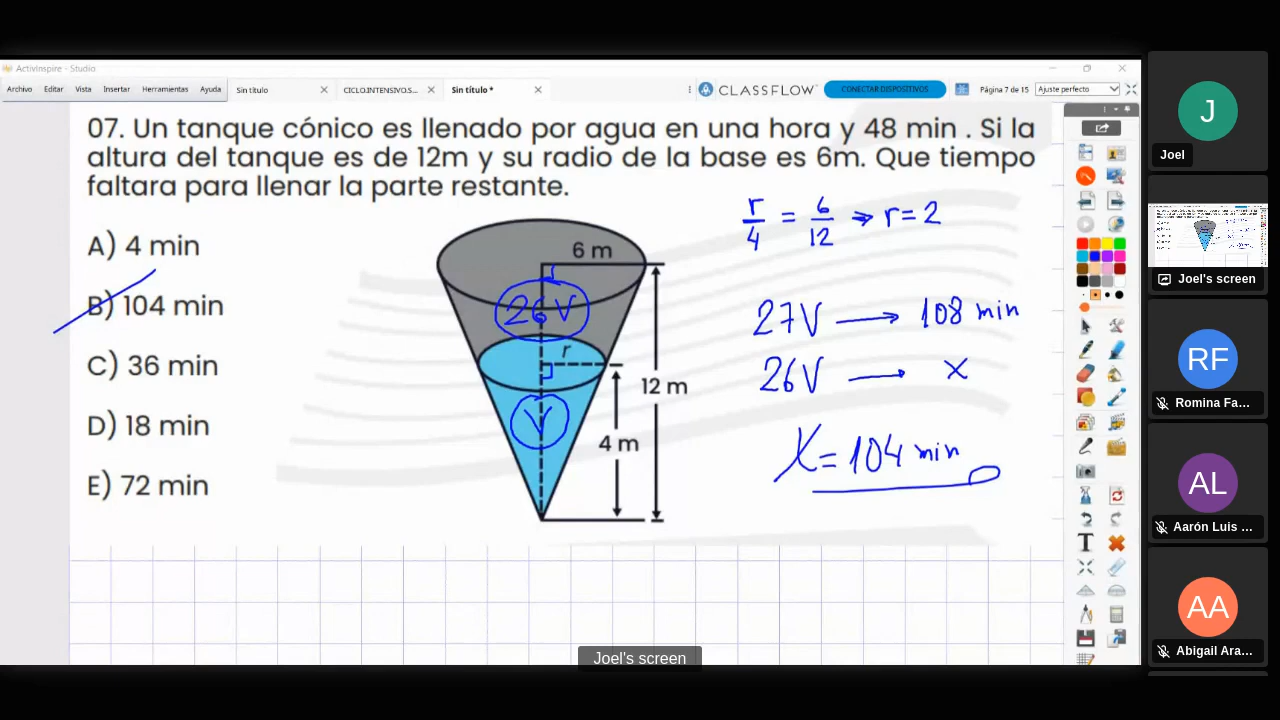 ActivInspire - Studio
Archivo Editar Vista Insertar Herramientas Ayuda
Sin título
CICLO.INTENSIVO.S...
Sin título *
CLASSFLOW
CONECTAR DISPOSITIVOS
Página 7 de 15
Ajuste perfecto
07. Un tanque cónico es llenado por agua en una hora y 48 min . Si la
altura del tanque es de 12m y su radio de la base es 6m. Que tiempo
faltara para llenar la parte restante.
A) 4 min
B) 104 min
C) 36 min
D) 18 min
E) 72 min
6 m
26V
r
12 m
V
4 m
r/4 = 6/12 → r=2
27V → 108 min
26V → x
X = 104 min
T
Joel's screen
J
Joel
Joel's screen
RF
Romina Fa...
AL
Aarón Luis ...
AA
Abigail Ara...